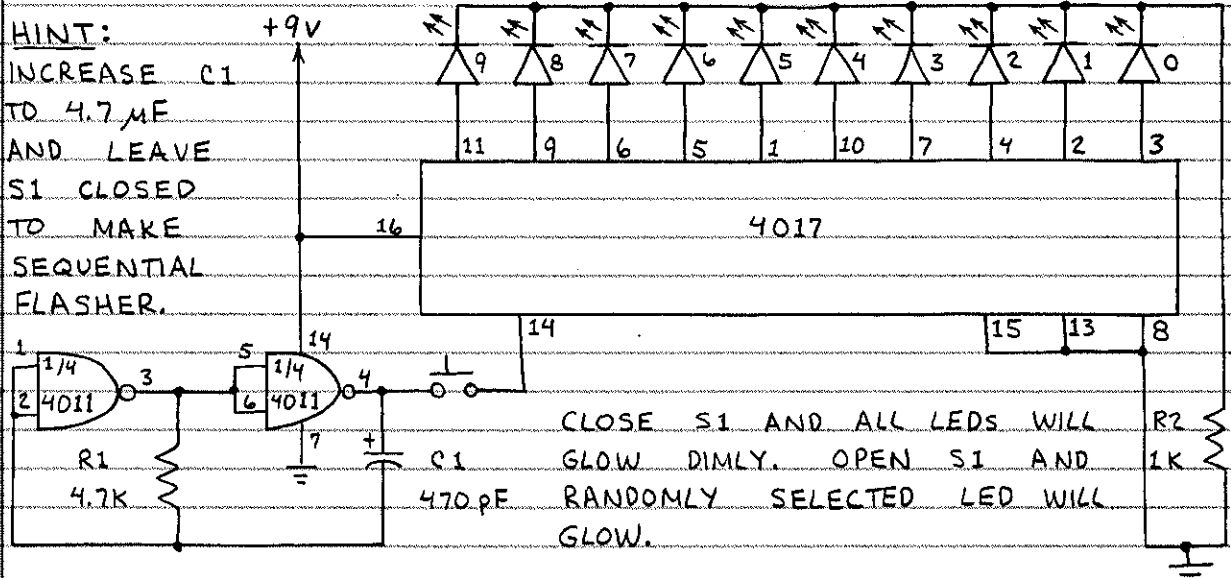 HINT:
INCREASE C1
TO 4.7 µF
AND LEAVE
S1 CLOSED
TO MAKE
SEQUENTIAL
FLASHER.
+9V
9 8 7 6 5 4 3 2 1 0
11 9 6 5 1 10 7 4 2 3
16
4017
14
15 13 8
1
2
1/4
4011
3
5
6
14
1/4
4011
4
7
R1
4.7K
+
C1
470 pF
CLOSE S1 AND ALL LEDs WILL
GLOW DIMLY. OPEN S1 AND
RANDOMLY SELECTED LED WILL
GLOW.
R2
1K